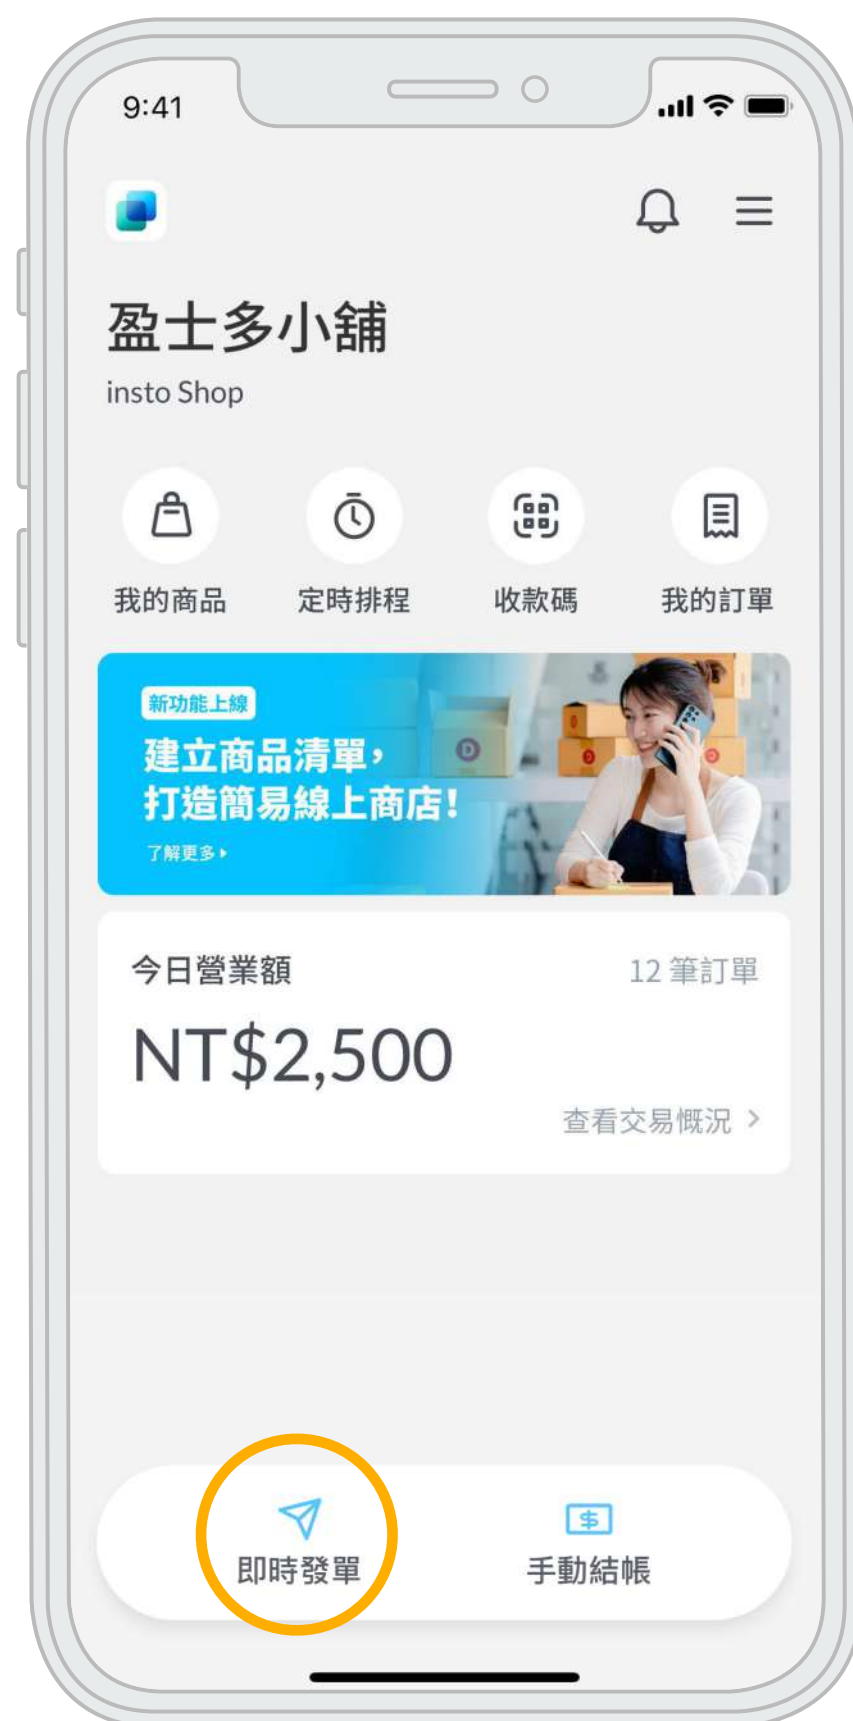 9:41
盈士多小舖
insto Shop
我的商品 定時排程 收款碼 我的訂單
新功能上線
建立商品清單，
打造簡易線上商店！
了解更多
今日營業額 12 筆訂單
NT$2,500
查看交易慨況
即時發單 手動結帳